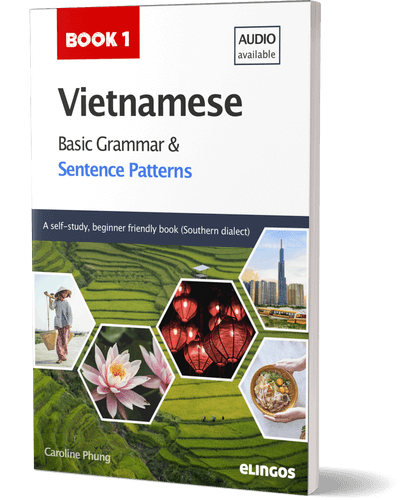 BOOK 1
AUDIO
available
Vietnamese
Basic Grammar &
Sentence Patterns
A self-study, beginner friendly book (Southern dialect)
Caroline Phung
eLINGOS